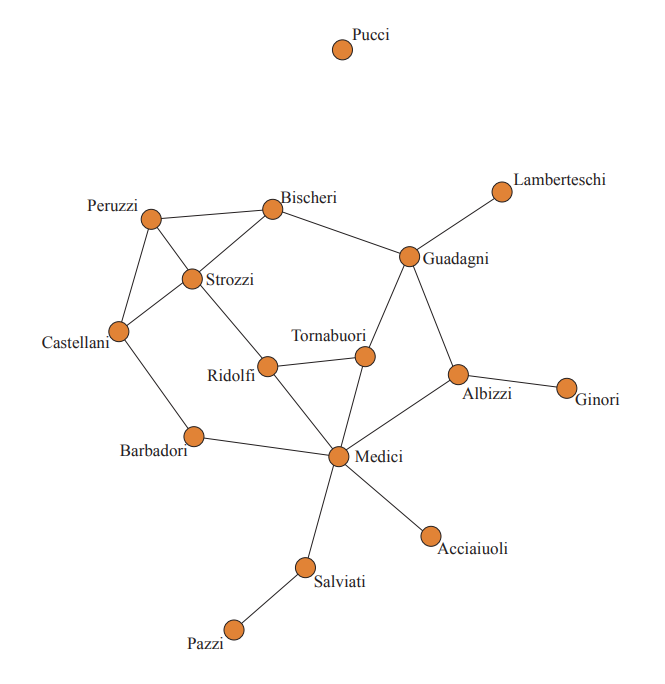 Pucci
Lamberteschi
Bischeri
Peruzzi
Guadagni
Strozzi
Tornabuori
Castellani
Ridolfi
Albizzi
Ginori
Barbadori
Medici
Acciaiuoli
Salviati
Pazzi